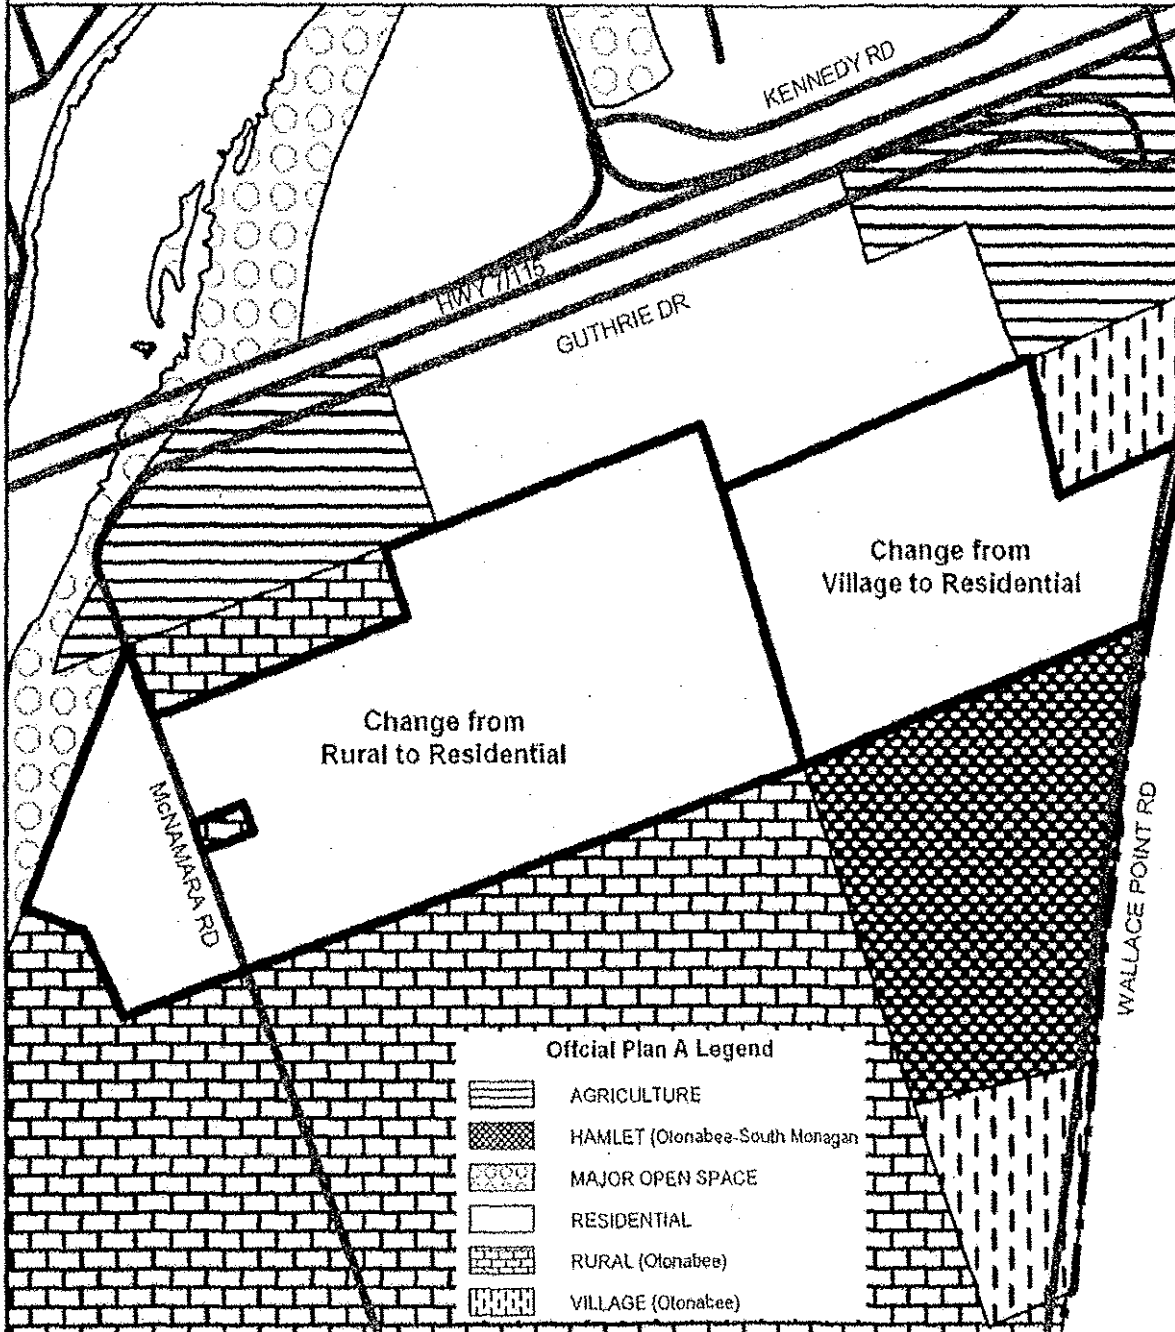 KENNEDY RD
HWY 7/115
GUTHRIE DR
Change from
Village to Residential
Change from
Rural to Residential
McNAMARA RD
WALLACE POINT RD
Offcial Plan A Legend
AGRICULTURE
HAMLET (Otonabee-South Monagan
MAJOR OPEN SPACE
RESIDENTIAL
RURAL (Otonabee)
VILLAGE (Otonabee)